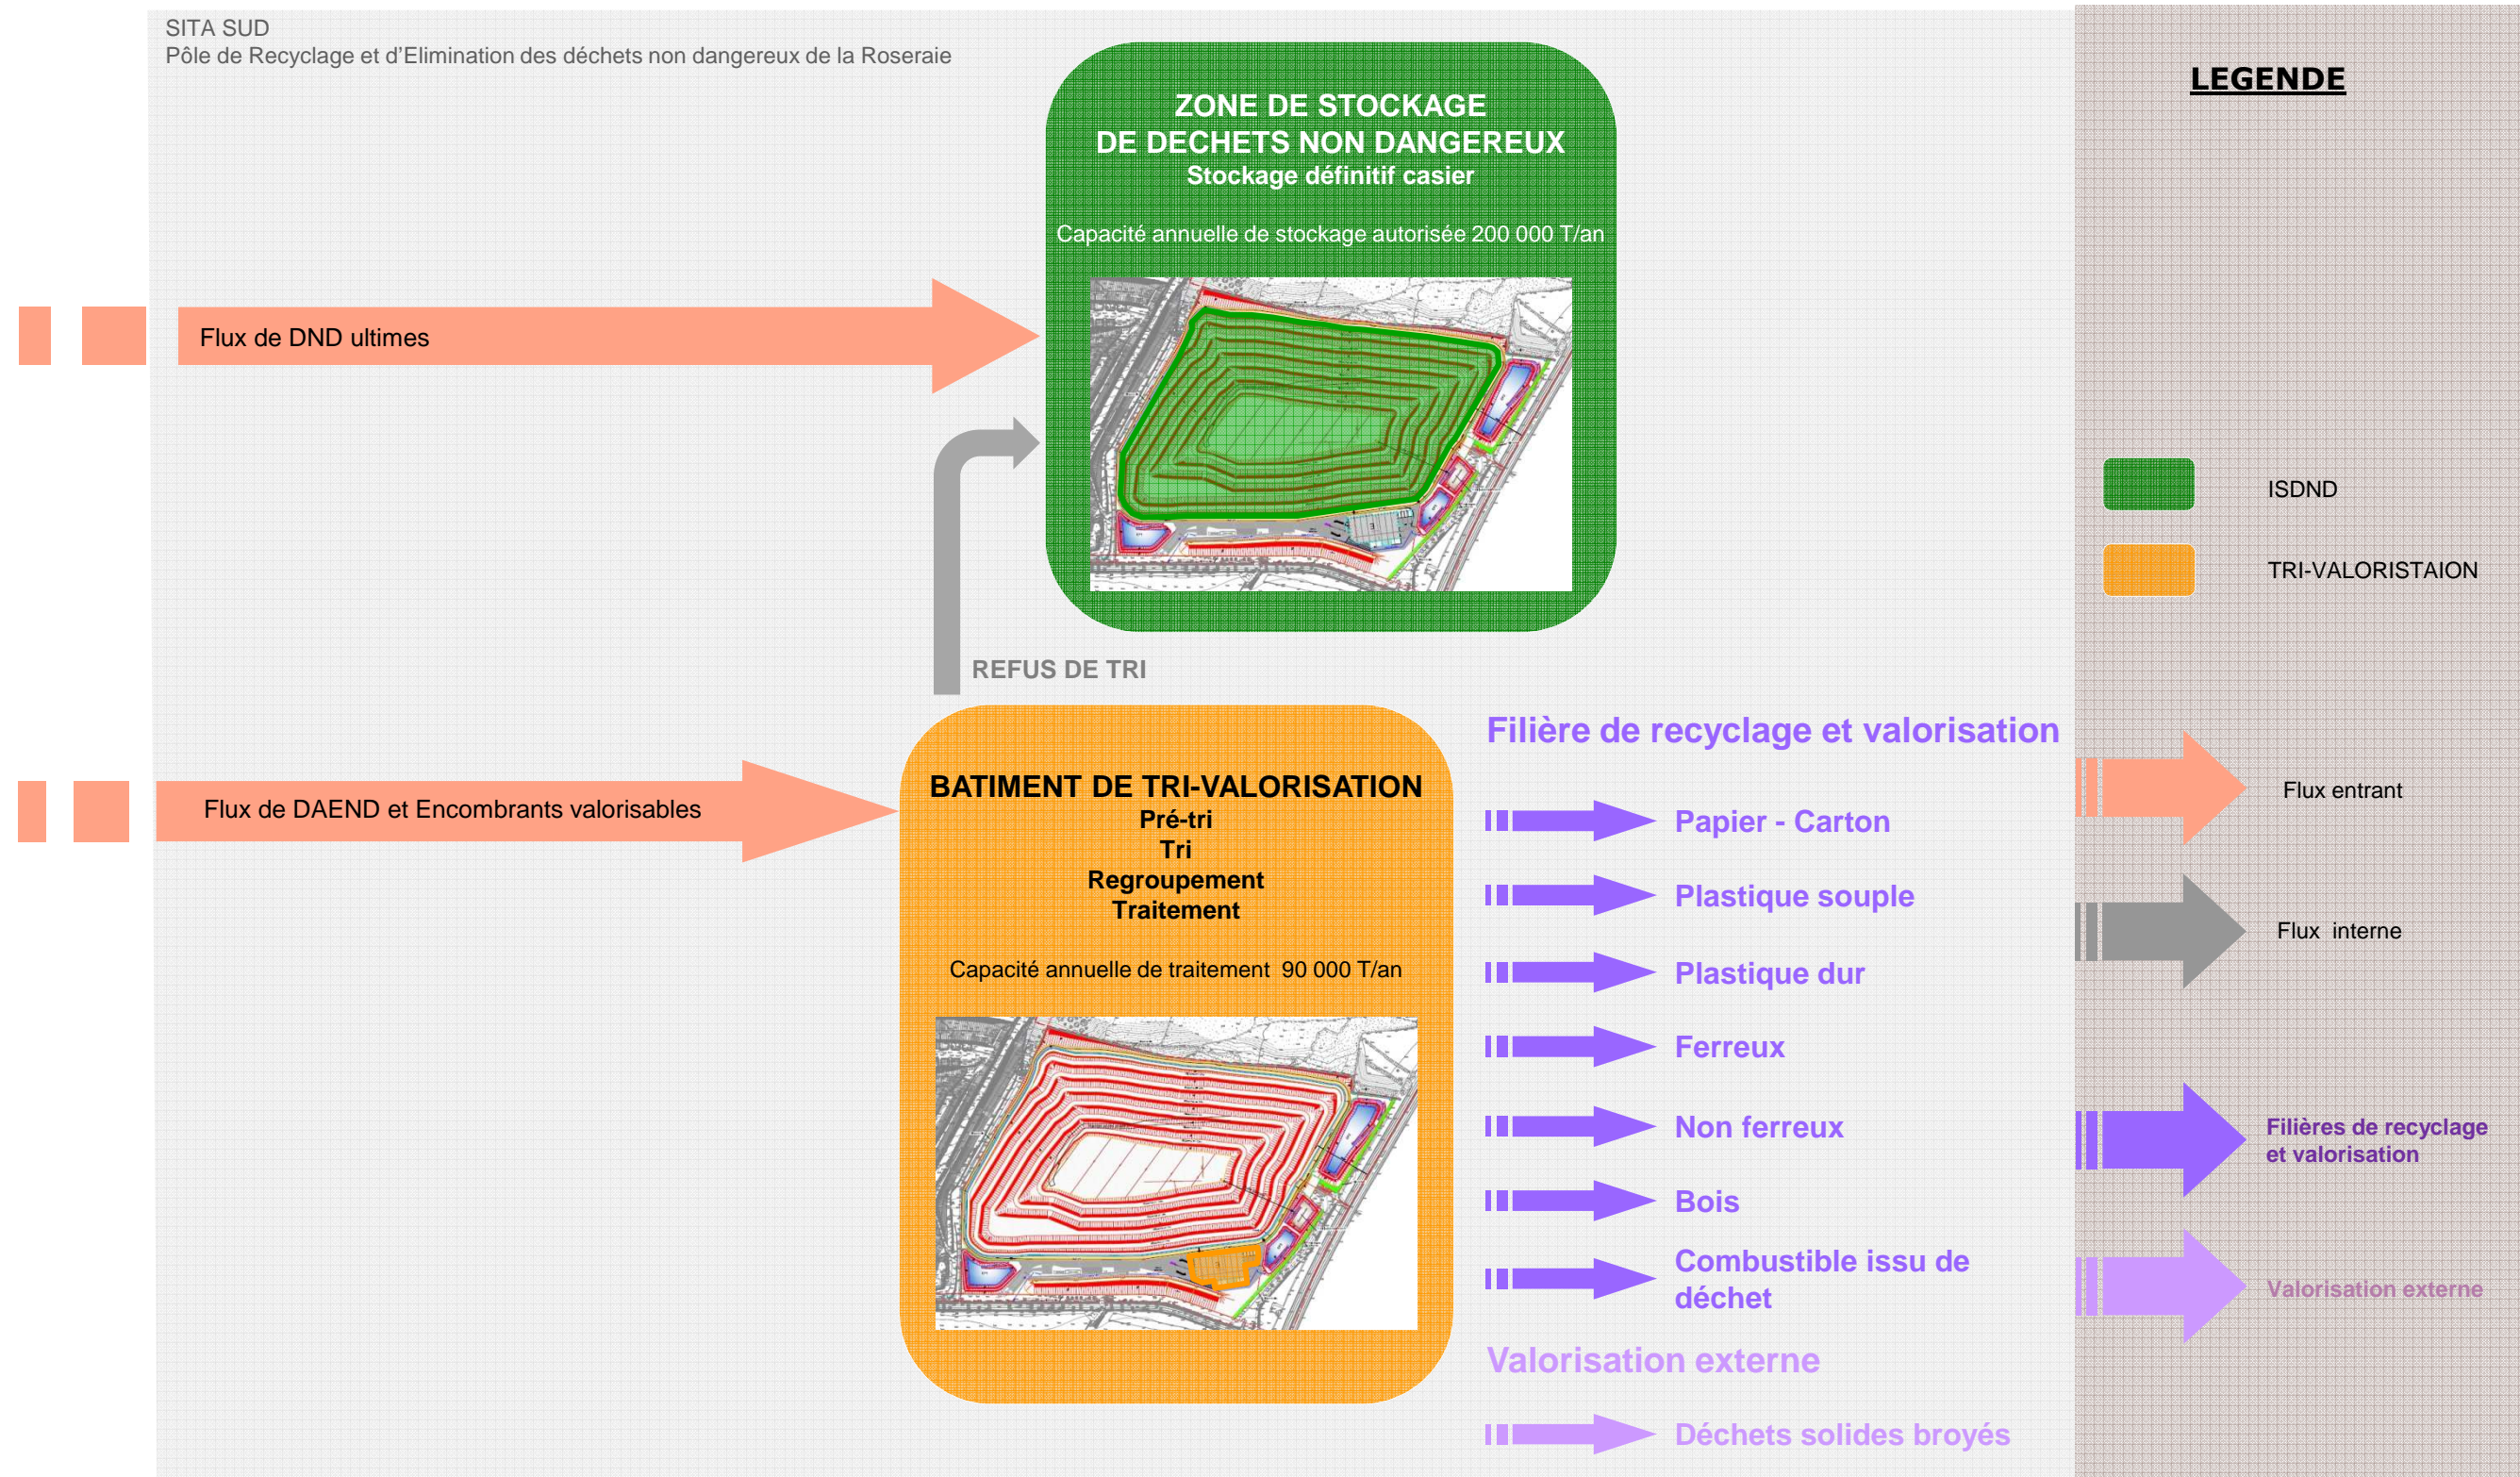 SITA SUD
Pôle de Recyclage et d'Elimination des déchets non dangereux de la Roseraie
ZONE DE STOCKAGE
DE DECHETS NON DANGEREUX
Stockage définitif casier
Capacité annuelle de stockage autorisée 200 000 T/an
Flux de DND ultimes
REFUS DE TRI
Flux de DAEND et Encombrants valorisables
BATIMENT DE TRI-VALORISATION
Pré-tri
Tri
Regroupement
Traitement
Capacité annuelle de traitement 90 000 T/an
Filière de recyclage et valorisation
Papier - Carton
Plastique souple
Plastique dur
Ferreux
Non ferreux
Bois
Combustible issu de
déchet
Valorisation externe
Déchets solides broyés
LEGENDE
ISDND
TRI-VALORISTAION
Flux entrant
Flux interne
Filières de recyclage
et valorisation
Valorisation externe